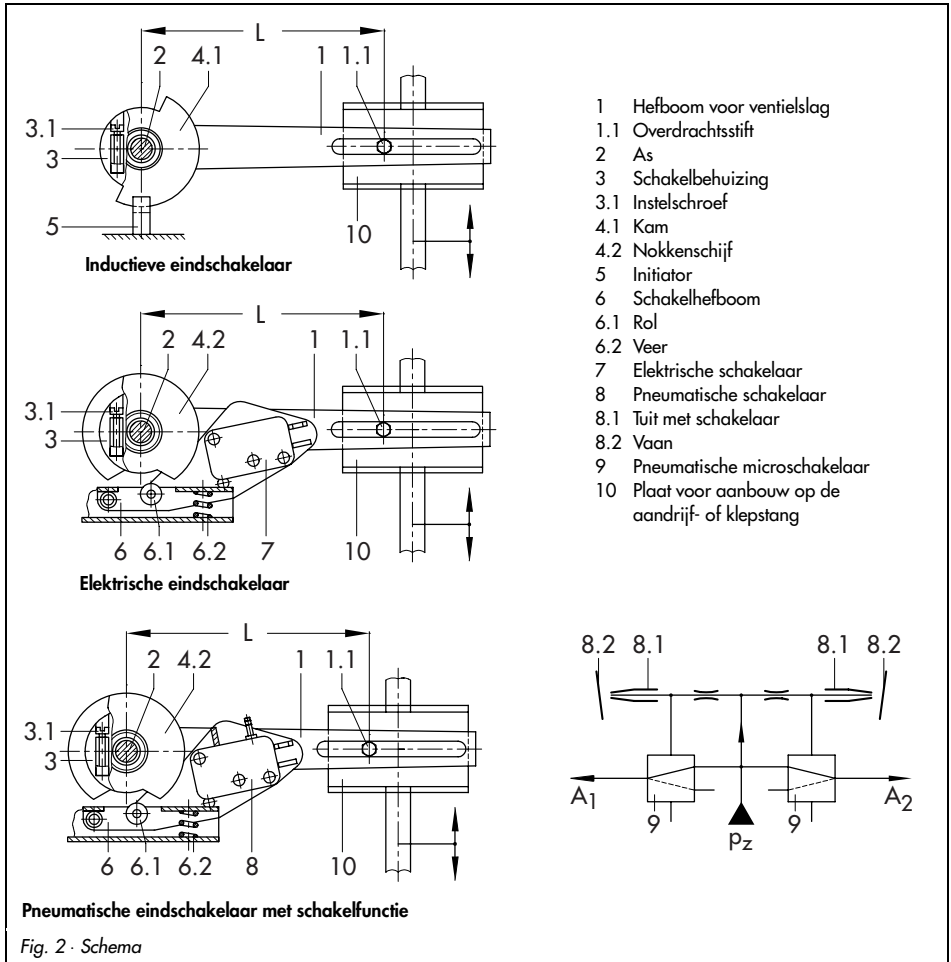 L
2 4.1 1 1.1
3.1
3
5
10
Inductieve eindschakelaar
L
2 4.2 1 1.1
3.1
3
6 6.1 6.2 7 10
Elektrische eindschakelaar
L
2 4.2 1 1.1
3.1
3
6 6.1 6.2 8 10
Pneumatische eindschakelaar met schakelfunctie
1 Hefboom voor ventielslag
1.1 Overdrachtsstift
2 As
3 Schakelbehuizing
3.1 Instelschroef
4.1 Kam
4.2 Nokkenschijf
5 Initiator
6 Schakelhefboom
6.1 Rol
6.2 Veer
7 Elektrische schakelaar
8 Pneumatische schakelaar
8.1 Tuit met schakelaar
8.2 Vaan
9 Pneumatische microschakelaar
10 Plaat voor aanbouw op de
aandrijf- of klepstang
8.2 8.1 8.1 8.2
A1 A2
9 9
pz
Fig. 2 · Schema